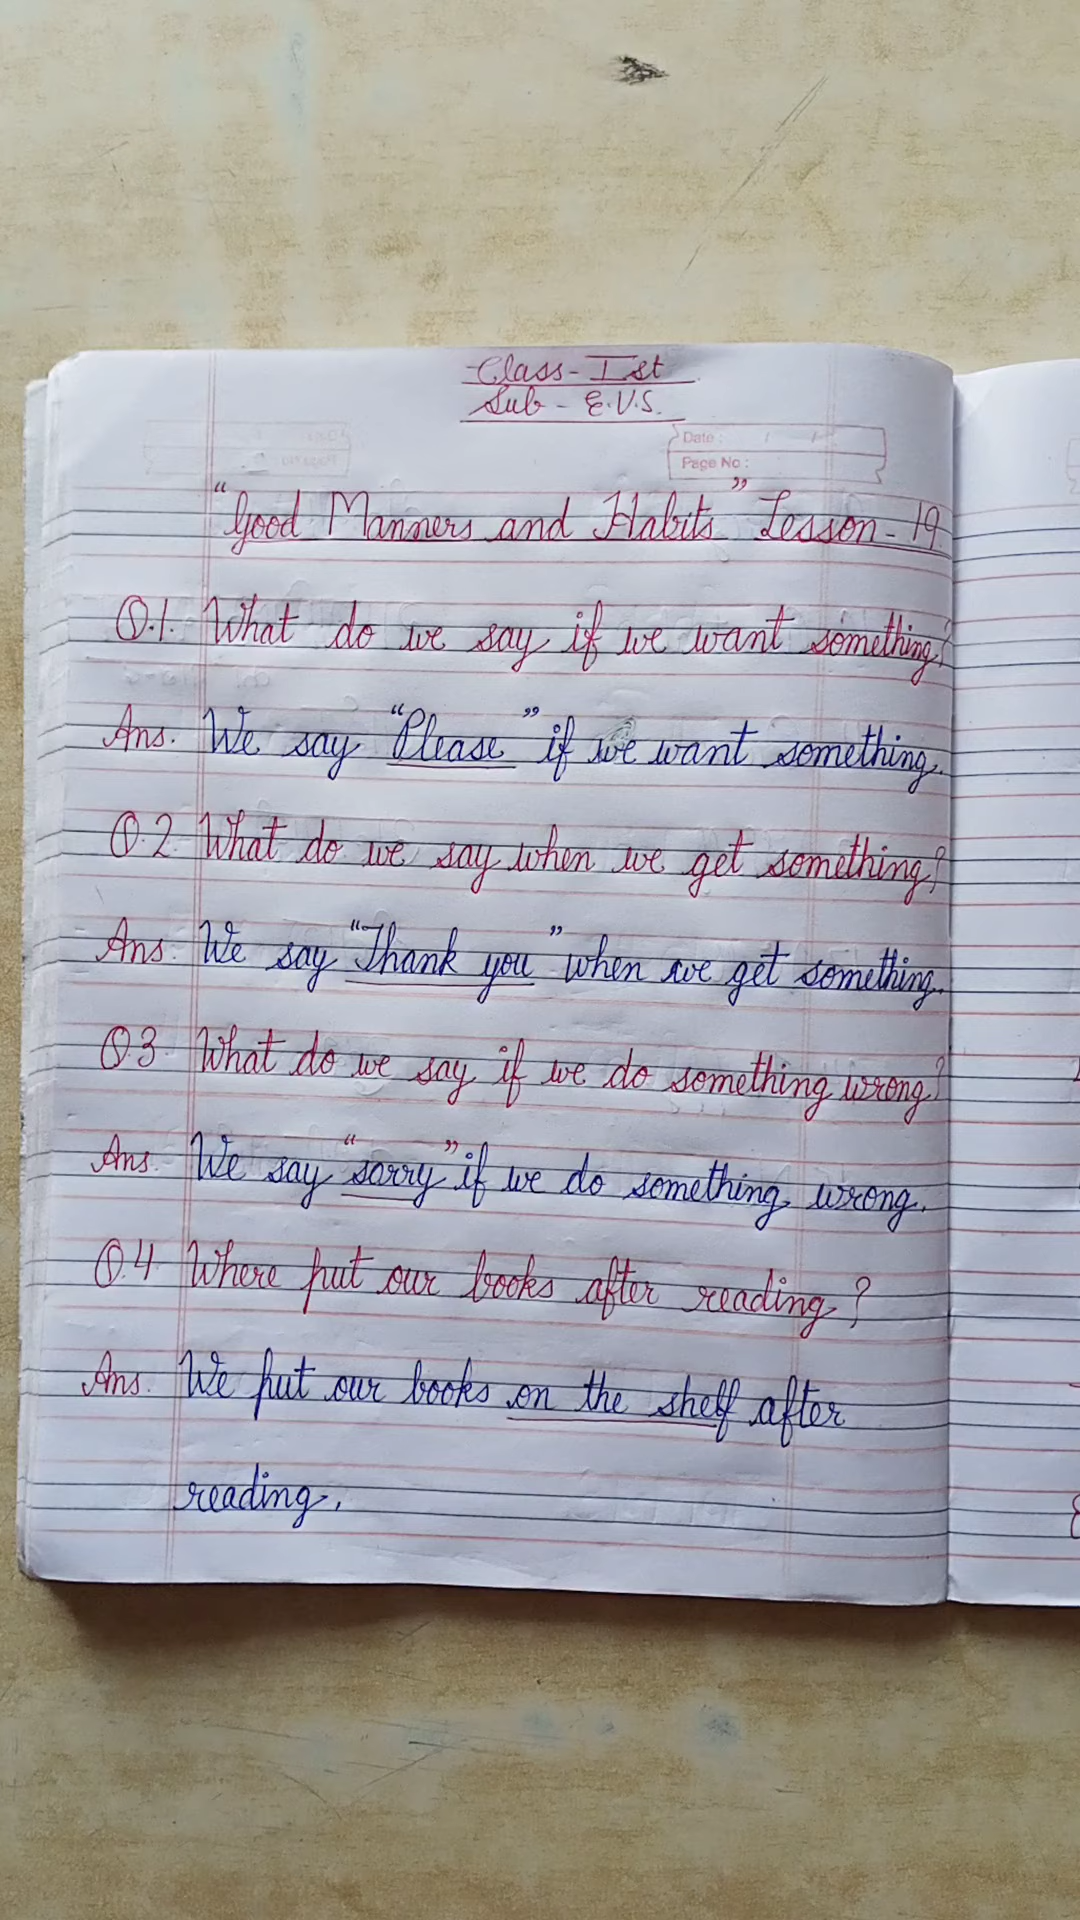 Class - Ist
Sub - E.V.S.
Date : / /
Page No :
"Good Manners and Habits" Lesson - 19
Q.1. What do we say if we want something?
Ans. We say "Please" if we want something.
Q.2 What do we say when we get something?
Ans. We say "Thank you" when we get something.
Q.3 What do we say if we do something wrong?
Ans. We say "sorry" if we do something wrong.
Q.4 Where put our books after reading?
Ans. We put our books on the shelf after
reading.